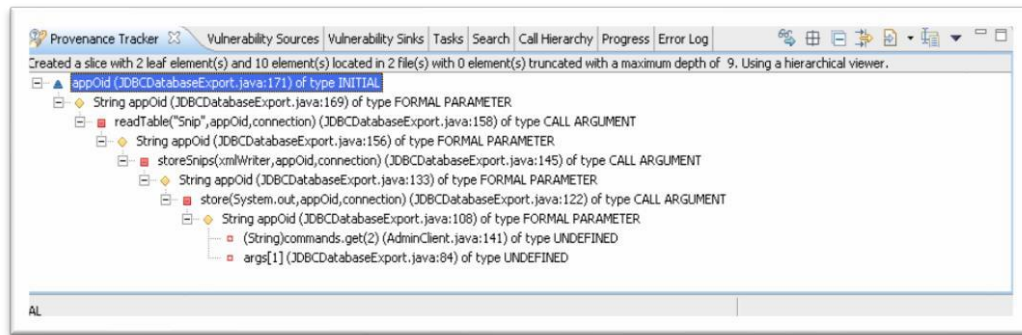 Provenance Tracker Vulnerability Sources Vulnerability Sinks Tasks Search Call Hierarchy Progress Error Log
Created a slice with 2 leaf element(s) and 10 element(s) located in 2 file(s) with 0 element(s) truncated with a maximum depth of 9. Using a hierarchical viewer.
appOid (JDBCDatabaseExport.java:171) of type INITIAL
String appOid (JDBCDatabaseExport.java:169) of type FORMAL PARAMETER
readTable("Snip",appOid,connection) (JDBCDatabaseExport.java:158) of type CALL ARGUMENT
String appOid (JDBCDatabaseExport.java:156) of type FORMAL PARAMETER
storeSnips(xmlWriter,appOid,connection) (JDBCDatabaseExport.java:145) of type CALL ARGUMENT
String appOid (JDBCDatabaseExport.java:133) of type FORMAL PARAMETER
store(System.out,appOid,connection) (JDBCDatabaseExport.java:122) of type CALL ARGUMENT
String appOid (JDBCDatabaseExport.java:108) of type FORMAL PARAMETER
(String)commands.get(2) (AdminClient.java:141) of type UNDEFINED
args[1] (JDBCDatabaseExport.java:84) of type UNDEFINED
AL